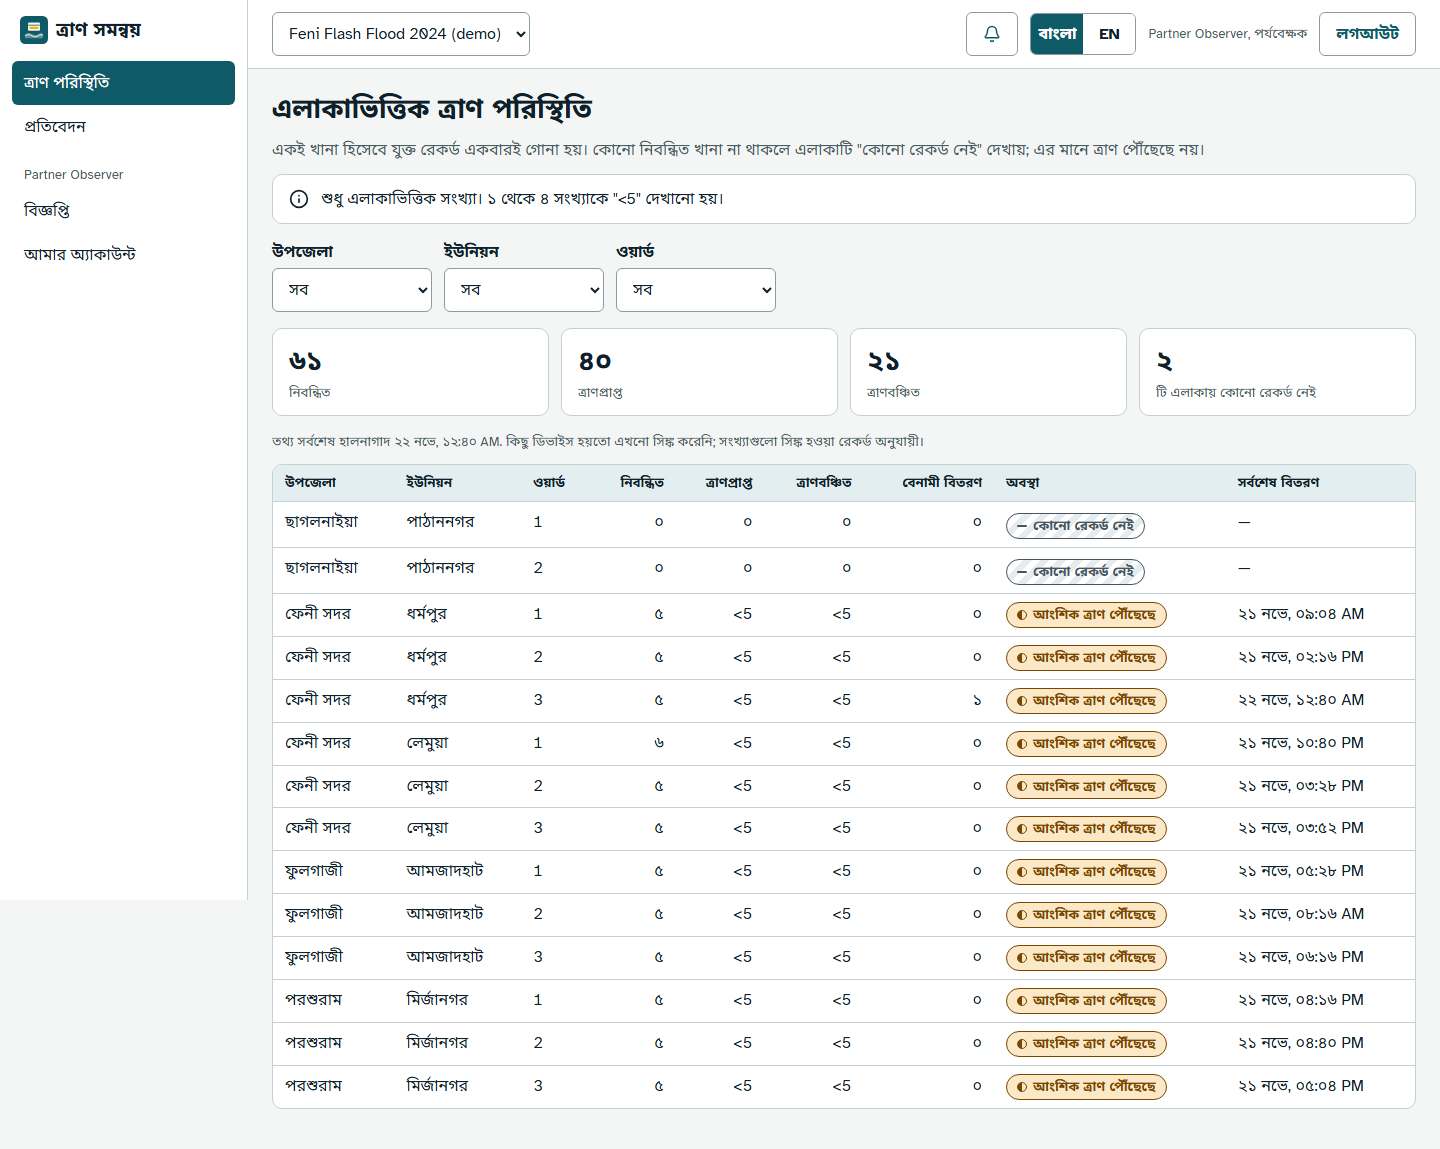 ত্রাণ সমন্বয়
ত্রাণ পরিস্থিতি
প্রতিবেদন
Partner Observer
বিজ্ঞপ্তি
আমার অ্যাকাউন্ট
Feni Flash Flood 2024 (demo)
বাংলা EN Partner Observer, পর্যবেক্ষক লগআউট
এলাকাভিত্তিক ত্রাণ পরিস্থিতি
একই খানা হিসেবে যুক্ত রেকর্ড একবারই গোনা হয়। কোনো নিবন্ধিত খানা না থাকলে এলাকাটি "কোনো রেকর্ড নেই" দেখায়; এর মানে ত্রাণ পৌঁছেছে নয়।
শুধু এলাকাভিত্তিক সংখ্যা। ১ থেকে ৪ সংখ্যাকে "<5" দেখানো হয়।
উপজেলা ইউনিয়ন ওয়ার্ড
সব সব সব
৬১ ৪০ ২১ ২
নিবন্ধিত ত্রাণপ্রাপ্ত ত্রাণবঞ্চিত টি এলাকায় কোনো রেকর্ড নেই
তথ্য সর্বশেষ হালনাগাদ ২২ নভে, ১২:৪০ AM. কিছু ডিভাইস হয়তো এখনো সিঙ্ক করেনি; সংখ্যাগুলো সিঙ্ক হওয়া রেকর্ড অনুযায়ী।
উপজেলা ইউনিয়ন ওয়ার্ড নিবন্ধিত ত্রাণপ্রাপ্ত ত্রাণবঞ্চিত বেনামী বিতরণ অবস্থা সর্বশেষ বিতরণ
ছাগলনাইয়া পাঠাননগর 1 ০ ০ ০ ০ – কোনো রেকর্ড নেই —
ছাগলনাইয়া পাঠাননগর 2 ০ ০ ০ ০ – কোনো রেকর্ড নেই —
ফেনী সদর ধর্মপুর 1 ৫ <5 <5 ০ আংশিক ত্রাণ পৌঁছেছে ২১ নভে, ০৯:০৪ AM
ফেনী সদর ধর্মপুর 2 ৫ <5 <5 ০ আংশিক ত্রাণ পৌঁছেছে ২১ নভে, ০২:১৬ PM
ফেনী সদর ধর্মপুর 3 ৫ <5 <5 ১ আংশিক ত্রাণ পৌঁছেছে ২২ নভে, ১২:৪০ AM
ফেনী সদর লেমুয়া 1 ৬ <5 <5 ০ আংশিক ত্রাণ পৌঁছেছে ২১ নভে, ১০:৪০ PM
ফেনী সদর লেমুয়া 2 ৫ <5 <5 ০ আংশিক ত্রাণ পৌঁছেছে ২১ নভে, ০৩:২৮ PM
ফেনী সদর লেমুয়া 3 ৫ <5 <5 ০ আংশিক ত্রাণ পৌঁছেছে ২১ নভে, ০৩:৫২ PM
ফুলগাজী আমজাদহাট 1 ৫ <5 <5 ০ আংশিক ত্রাণ পৌঁছেছে ২১ নভে, ০৫:২৮ PM
ফুলগাজী আমজাদহাট 2 ৫ <5 <5 ০ আংশিক ত্রাণ পৌঁছেছে ২১ নভে, ০৮:১৬ AM
ফুলগাজী আমজাদহাট 3 ৫ <5 <5 ০ আংশিক ত্রাণ পৌঁছেছে ২১ নভে, ০৬:১৬ PM
পরশুরাম মির্জানগর 1 ৫ <5 <5 ০ আংশিক ত্রাণ পৌঁছেছে ২১ নভে, ০৪:১৬ PM
পরশুরাম মির্জানগর 2 ৫ <5 <5 ০ আংশিক ত্রাণ পৌঁছেছে ২১ নভে, ০৪:৪০ PM
পরশুরাম মির্জানগর 3 ৫ <5 <5 ০ আংশিক ত্রাণ পৌঁছেছে ২১ নভে, ০৫:০৪ PM